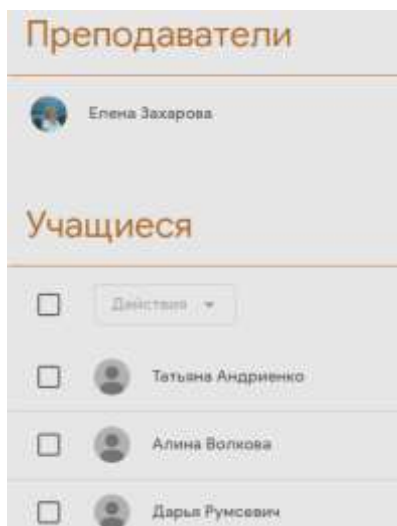 Преподаватели
Елена Захарова
Учащиеся
Действия
Татьяна Андриенко
Алина Волкова
Дарья Румсевич